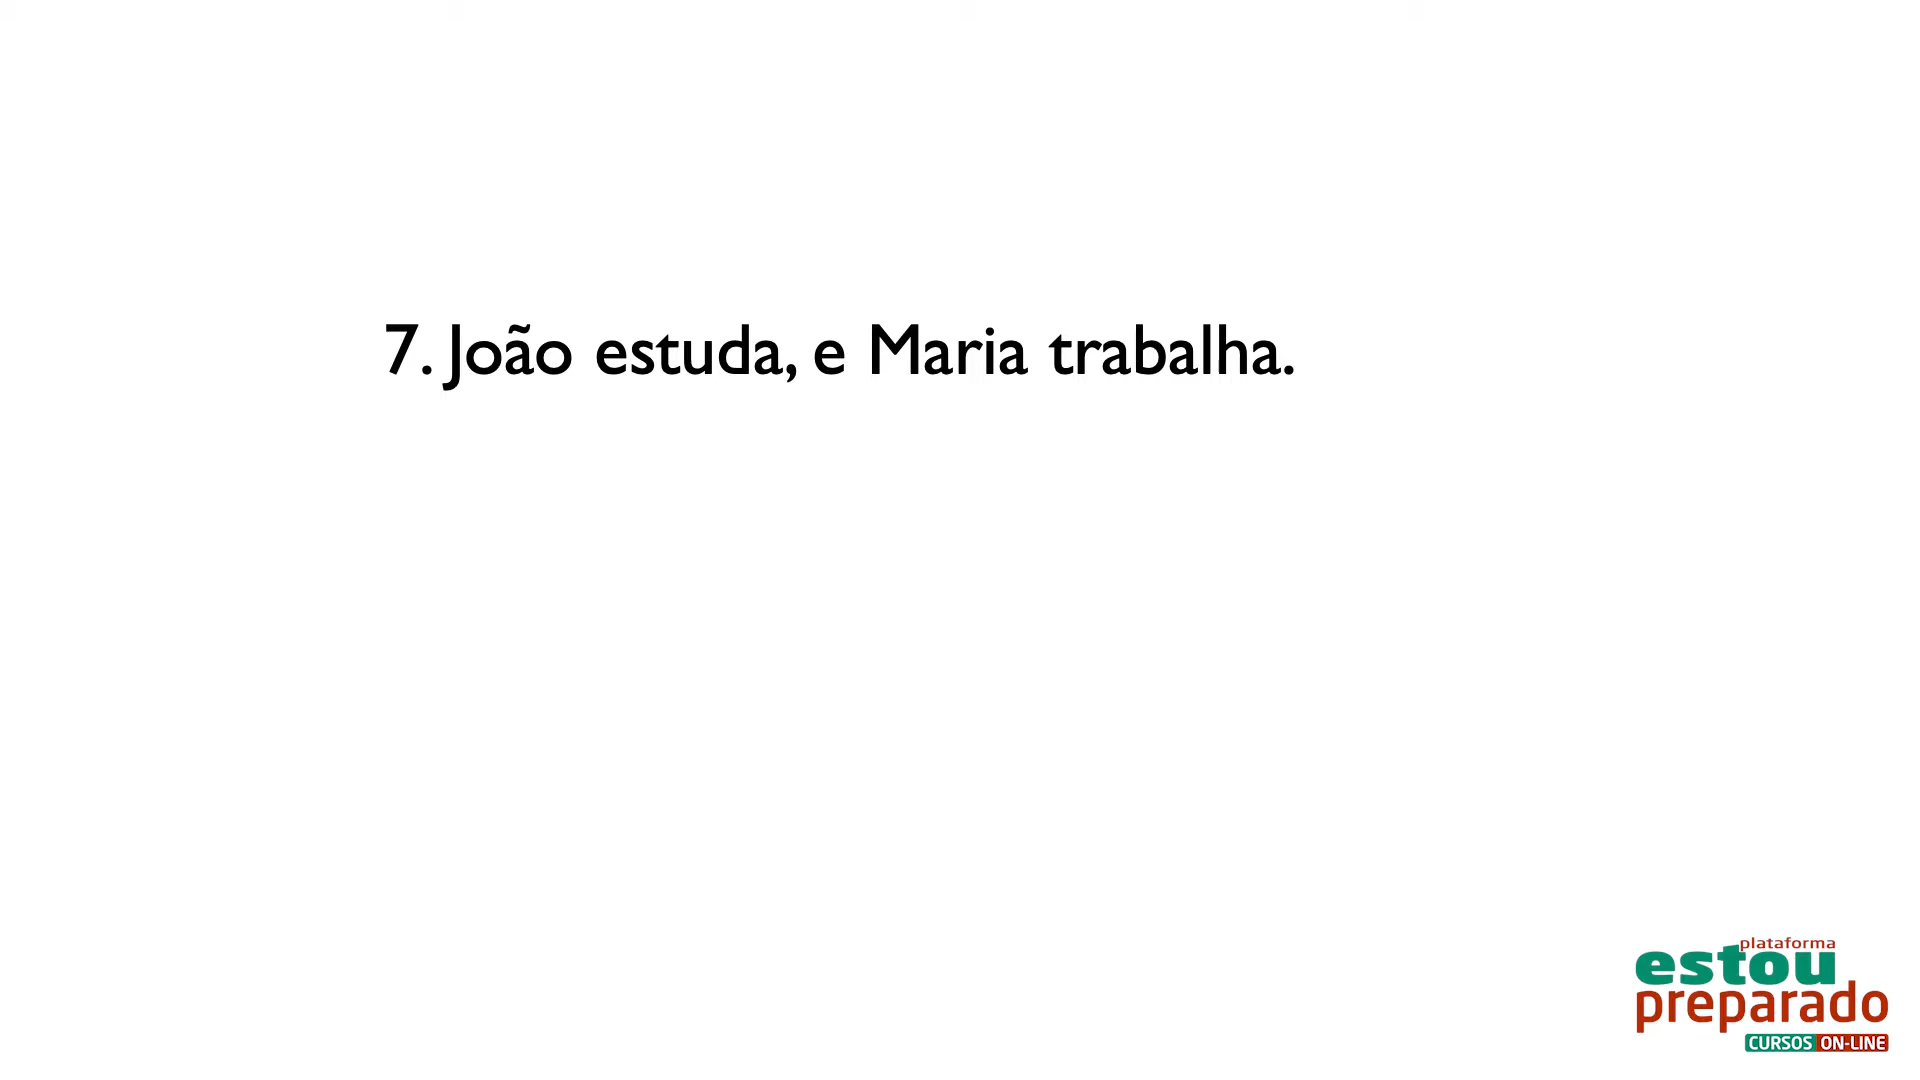 7. João estuda, e Maria trabalha.
plataforma
estou
preparado
CURSOS ON-LINE